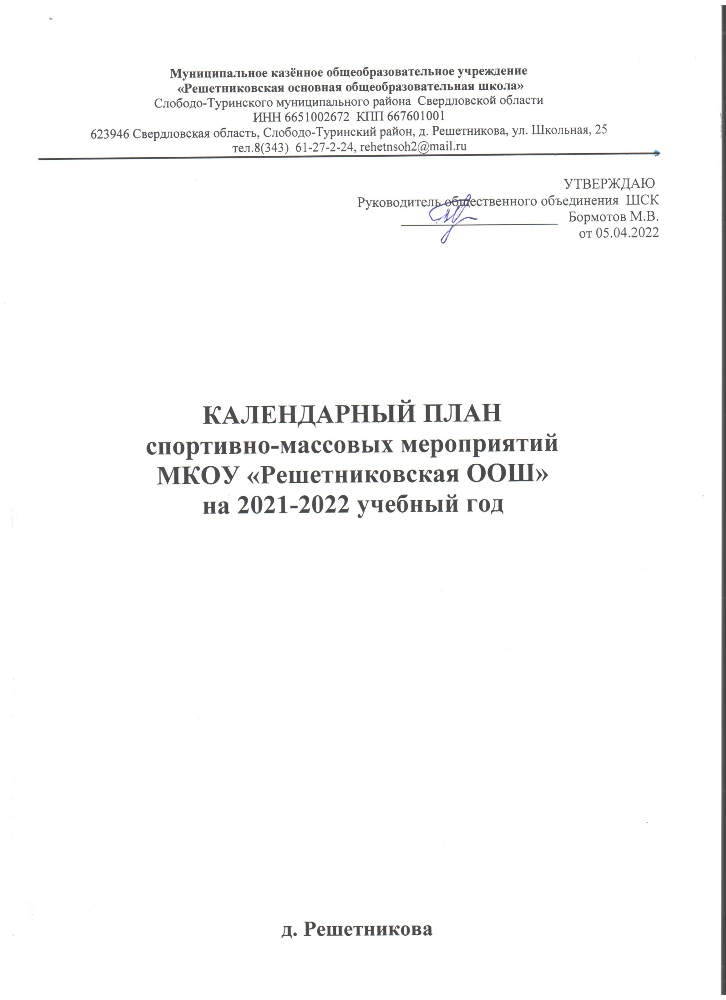 Муниципальное казённое общеобразовательное учреждение
«Решетниковская основная общеобразовательная школа»
Слободо-Туринского муниципального района  Свердловской области
ИНН 6651002672  КПП 667601001
623946 Свердловская область, Слободо-Туринский район, д. Решетникова, ул. Школьная, 25
тел.8(343)  61-27-2-24, rehetnsoh2@mail.ru
УТВЕРЖДАЮ
Руководитель общественного объединения  ШСК
Бормотов М.В.
от 05.04.2022
КАЛЕНДАРНЫЙ ПЛАН
спортивно-массовых мероприятий
МКОУ «Решетниковская ООШ»
на 2021-2022 учебный год
д. Решетникова